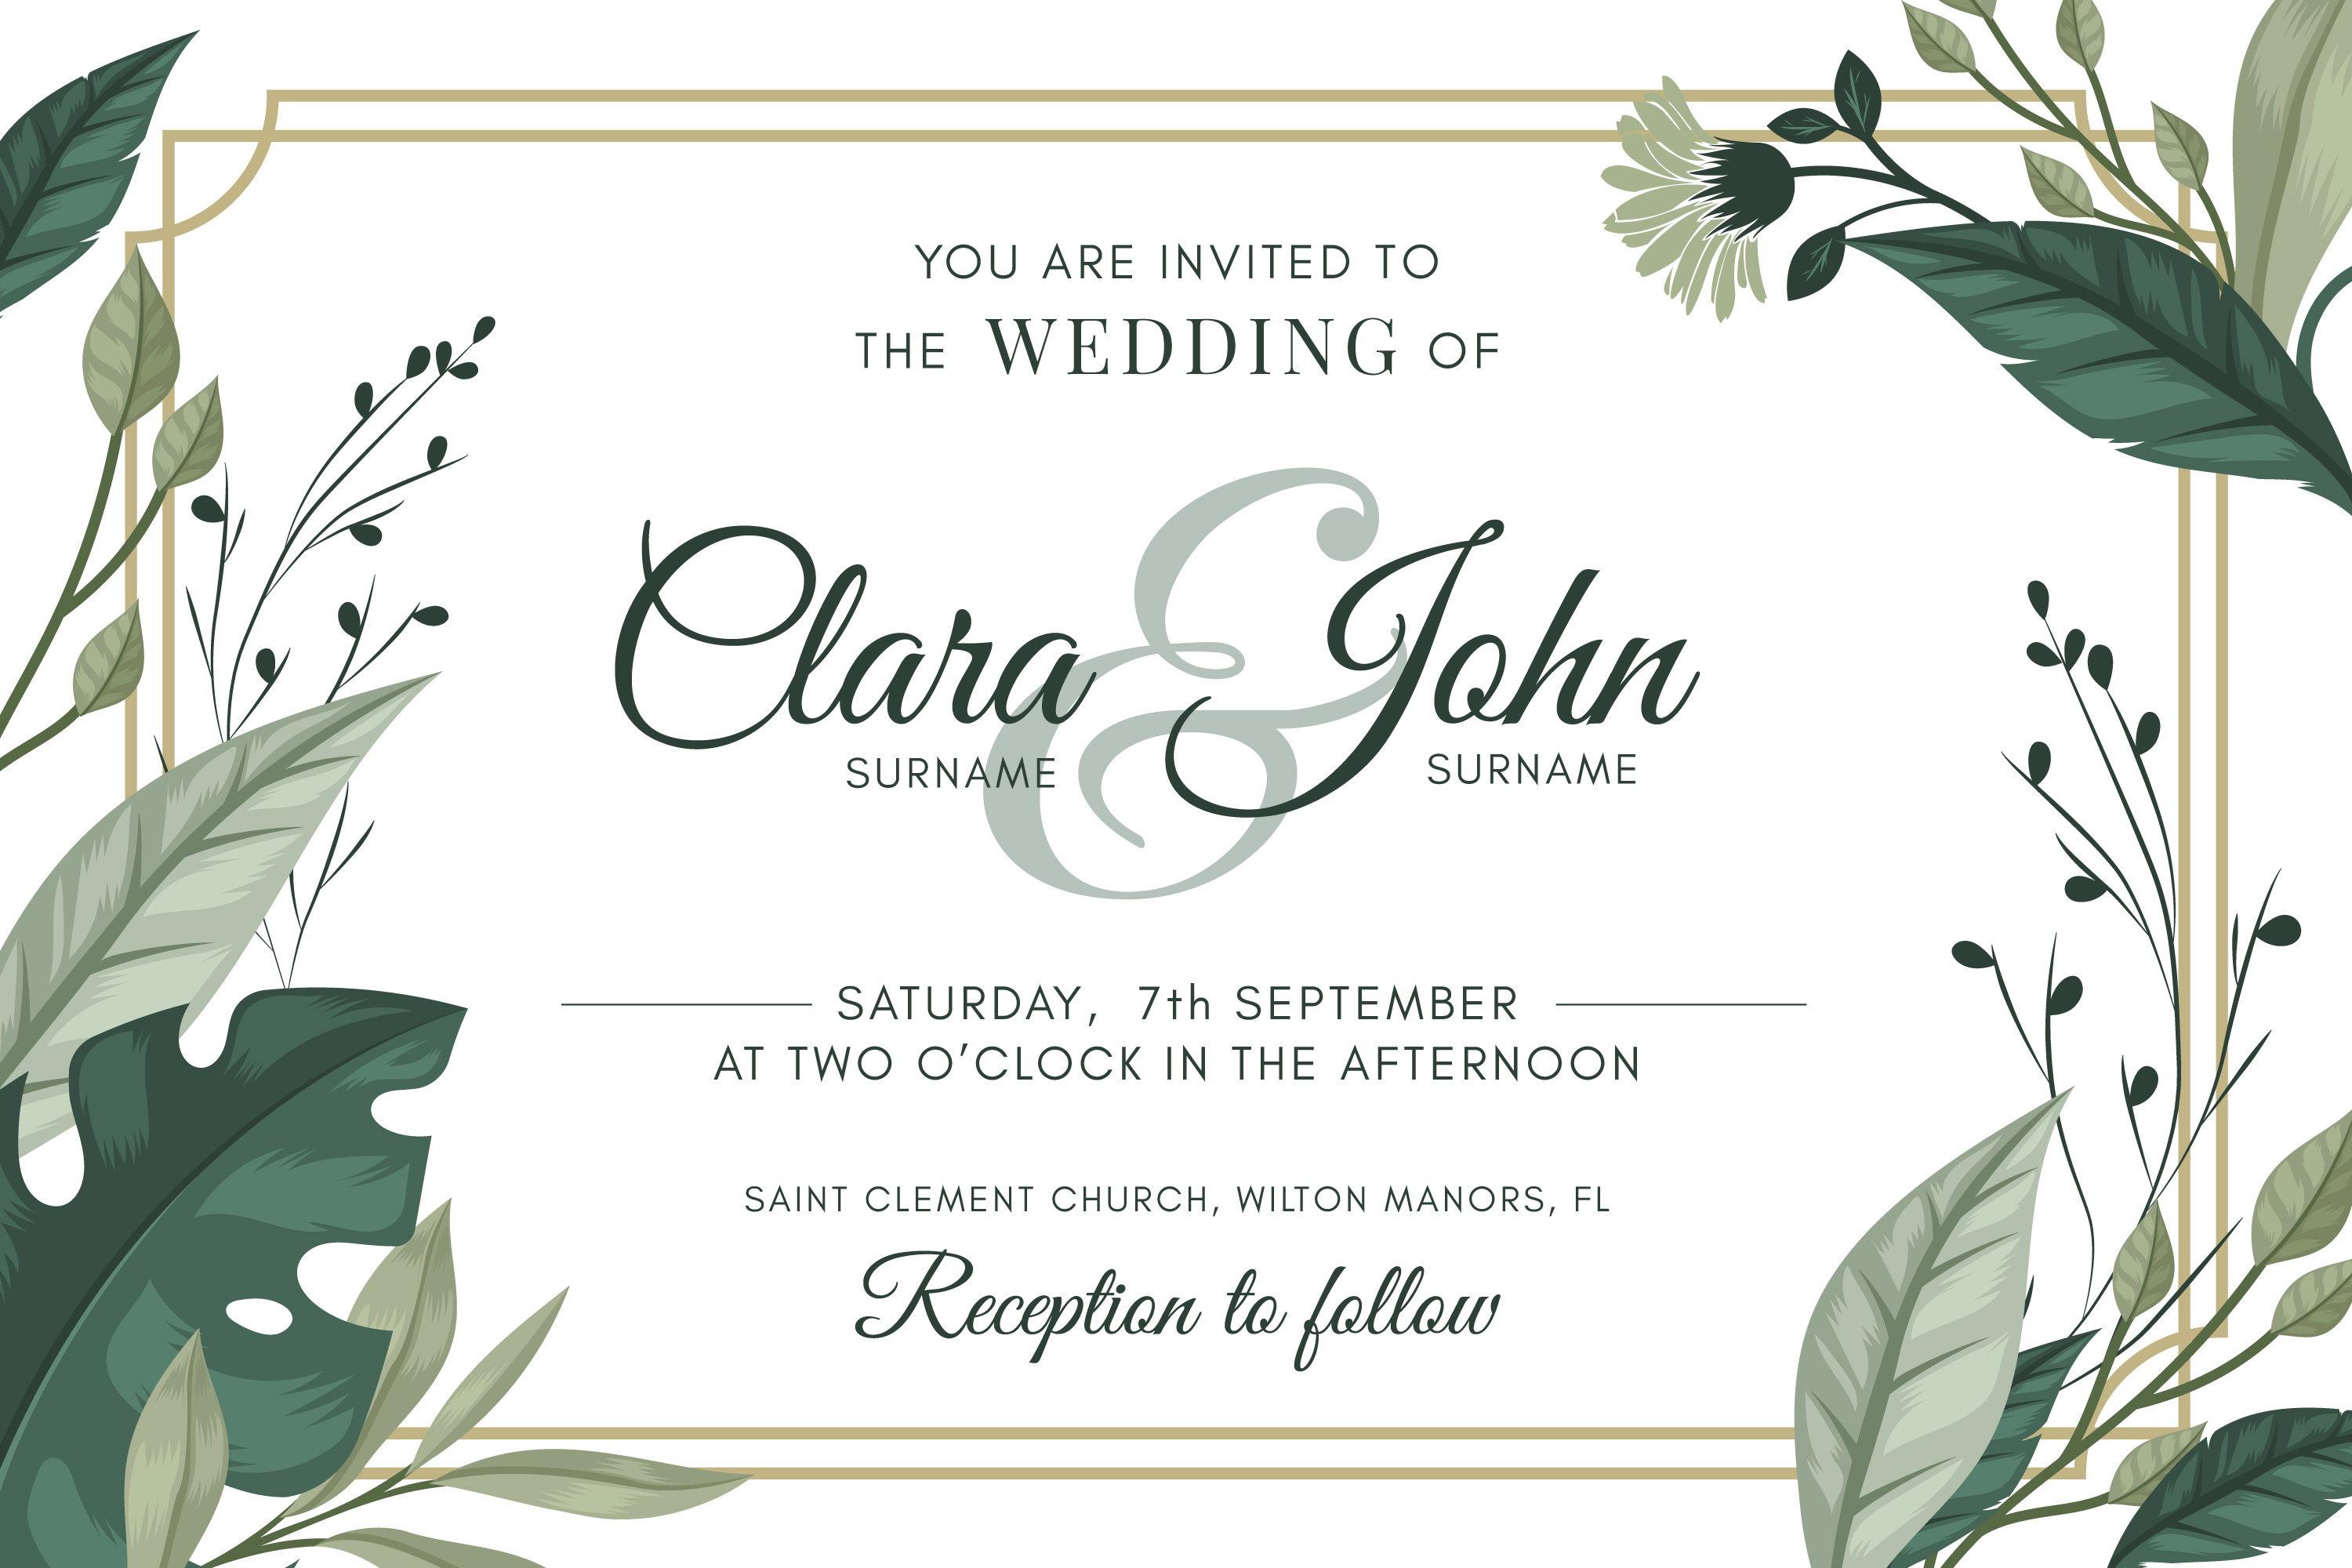 YOU ARE INVITED TO
THE WEDDING OF
Clara & John
SURNAME SURNAME
SATURDAY, 7th SEPTEMBER
AT TWO O'CLOCK IN THE AFTERNOON
SAINT CLEMENT CHURCH, WILTON MANORS, FL
Reception to follow